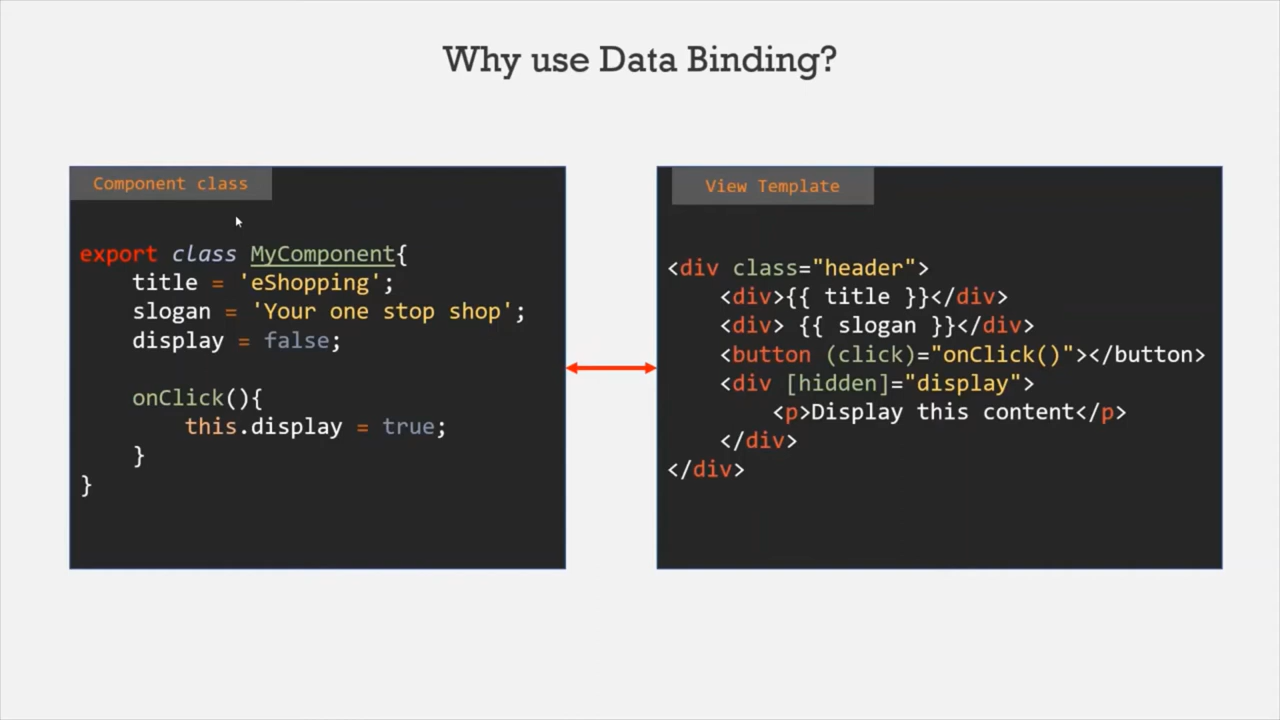 Why use Data Binding?
Component class
export class MyComponent{
    title = 'eShopping';
    slogan = 'Your one stop shop';
    display = false;
    onClick(){
        this.display = true;
    }
}
View Template
<div class="header">
    <div>{{ title }}</div>
    <div> {{ slogan }}</div>
    <button (click)="onClick()"></button>
    <div [hidden]="display">
        <p>Display this content</p>
    </div>
</div>